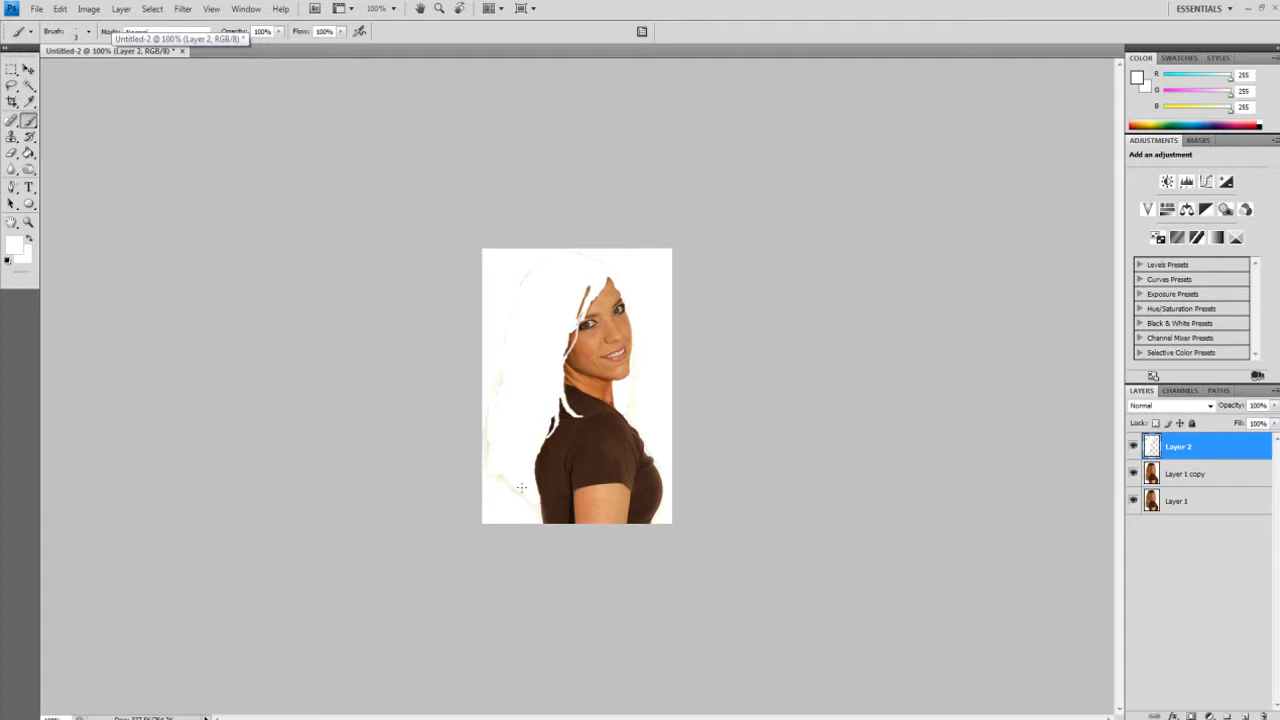 Ps File Edit Image Layer Select Filter Analysis View Window Help 100% ESSENTIALS
Brush: 3 Mode: Normal Opacity: 100% Flow: 100%
Untitled-2 @ 100% (Layer 2, RGB/8) *
Untitled-2 @ 100% (Layer 2, RGB/8) *
COLOR SWATCHES STYLES
R 255
G 255
B 255
ADJUSTMENTS MASKS
Add an adjustment
Levels Presets
Curves Presets
Exposure Presets
Hue/Saturation Presets
Black & White Presets
Channel Mixer Presets
Selective Color Presets
LAYERS CHANNELS PATHS
Normal Opacity: 100%
Lock: Fill: 100%
Layer 2
Layer 1 copy
Layer 1